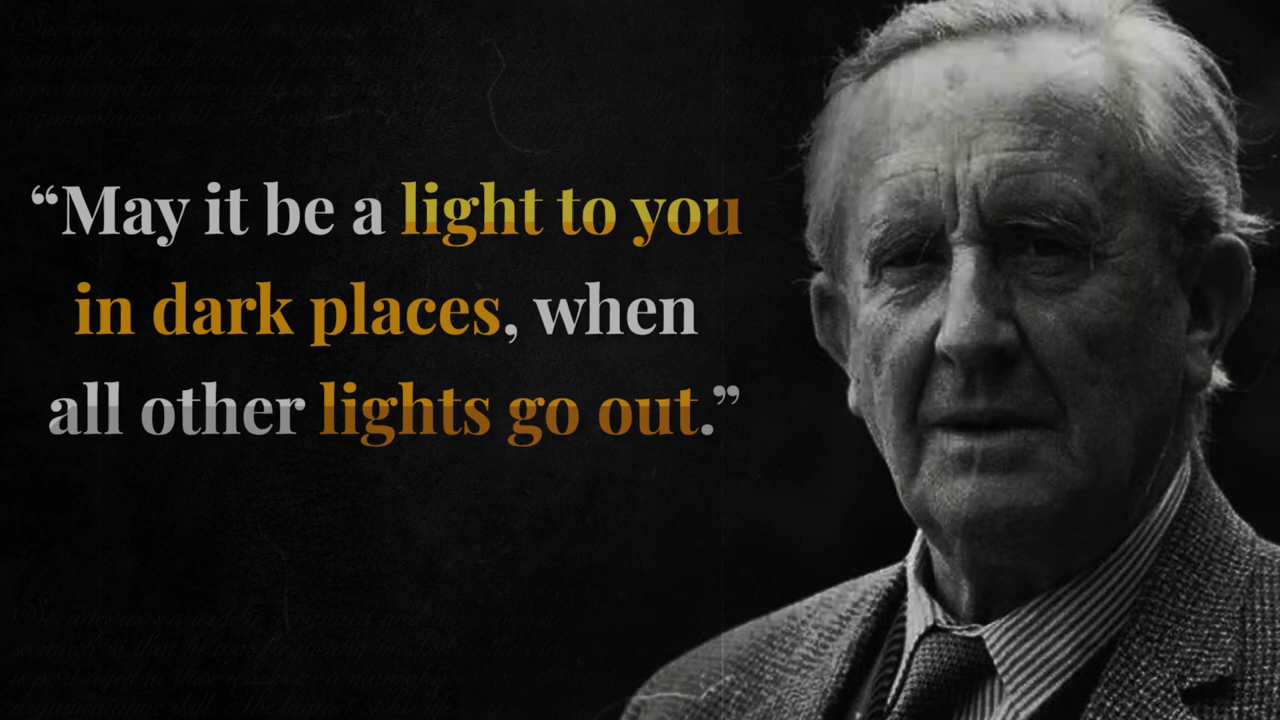 “May it be a light to you
in dark places, when
all other lights go out.”